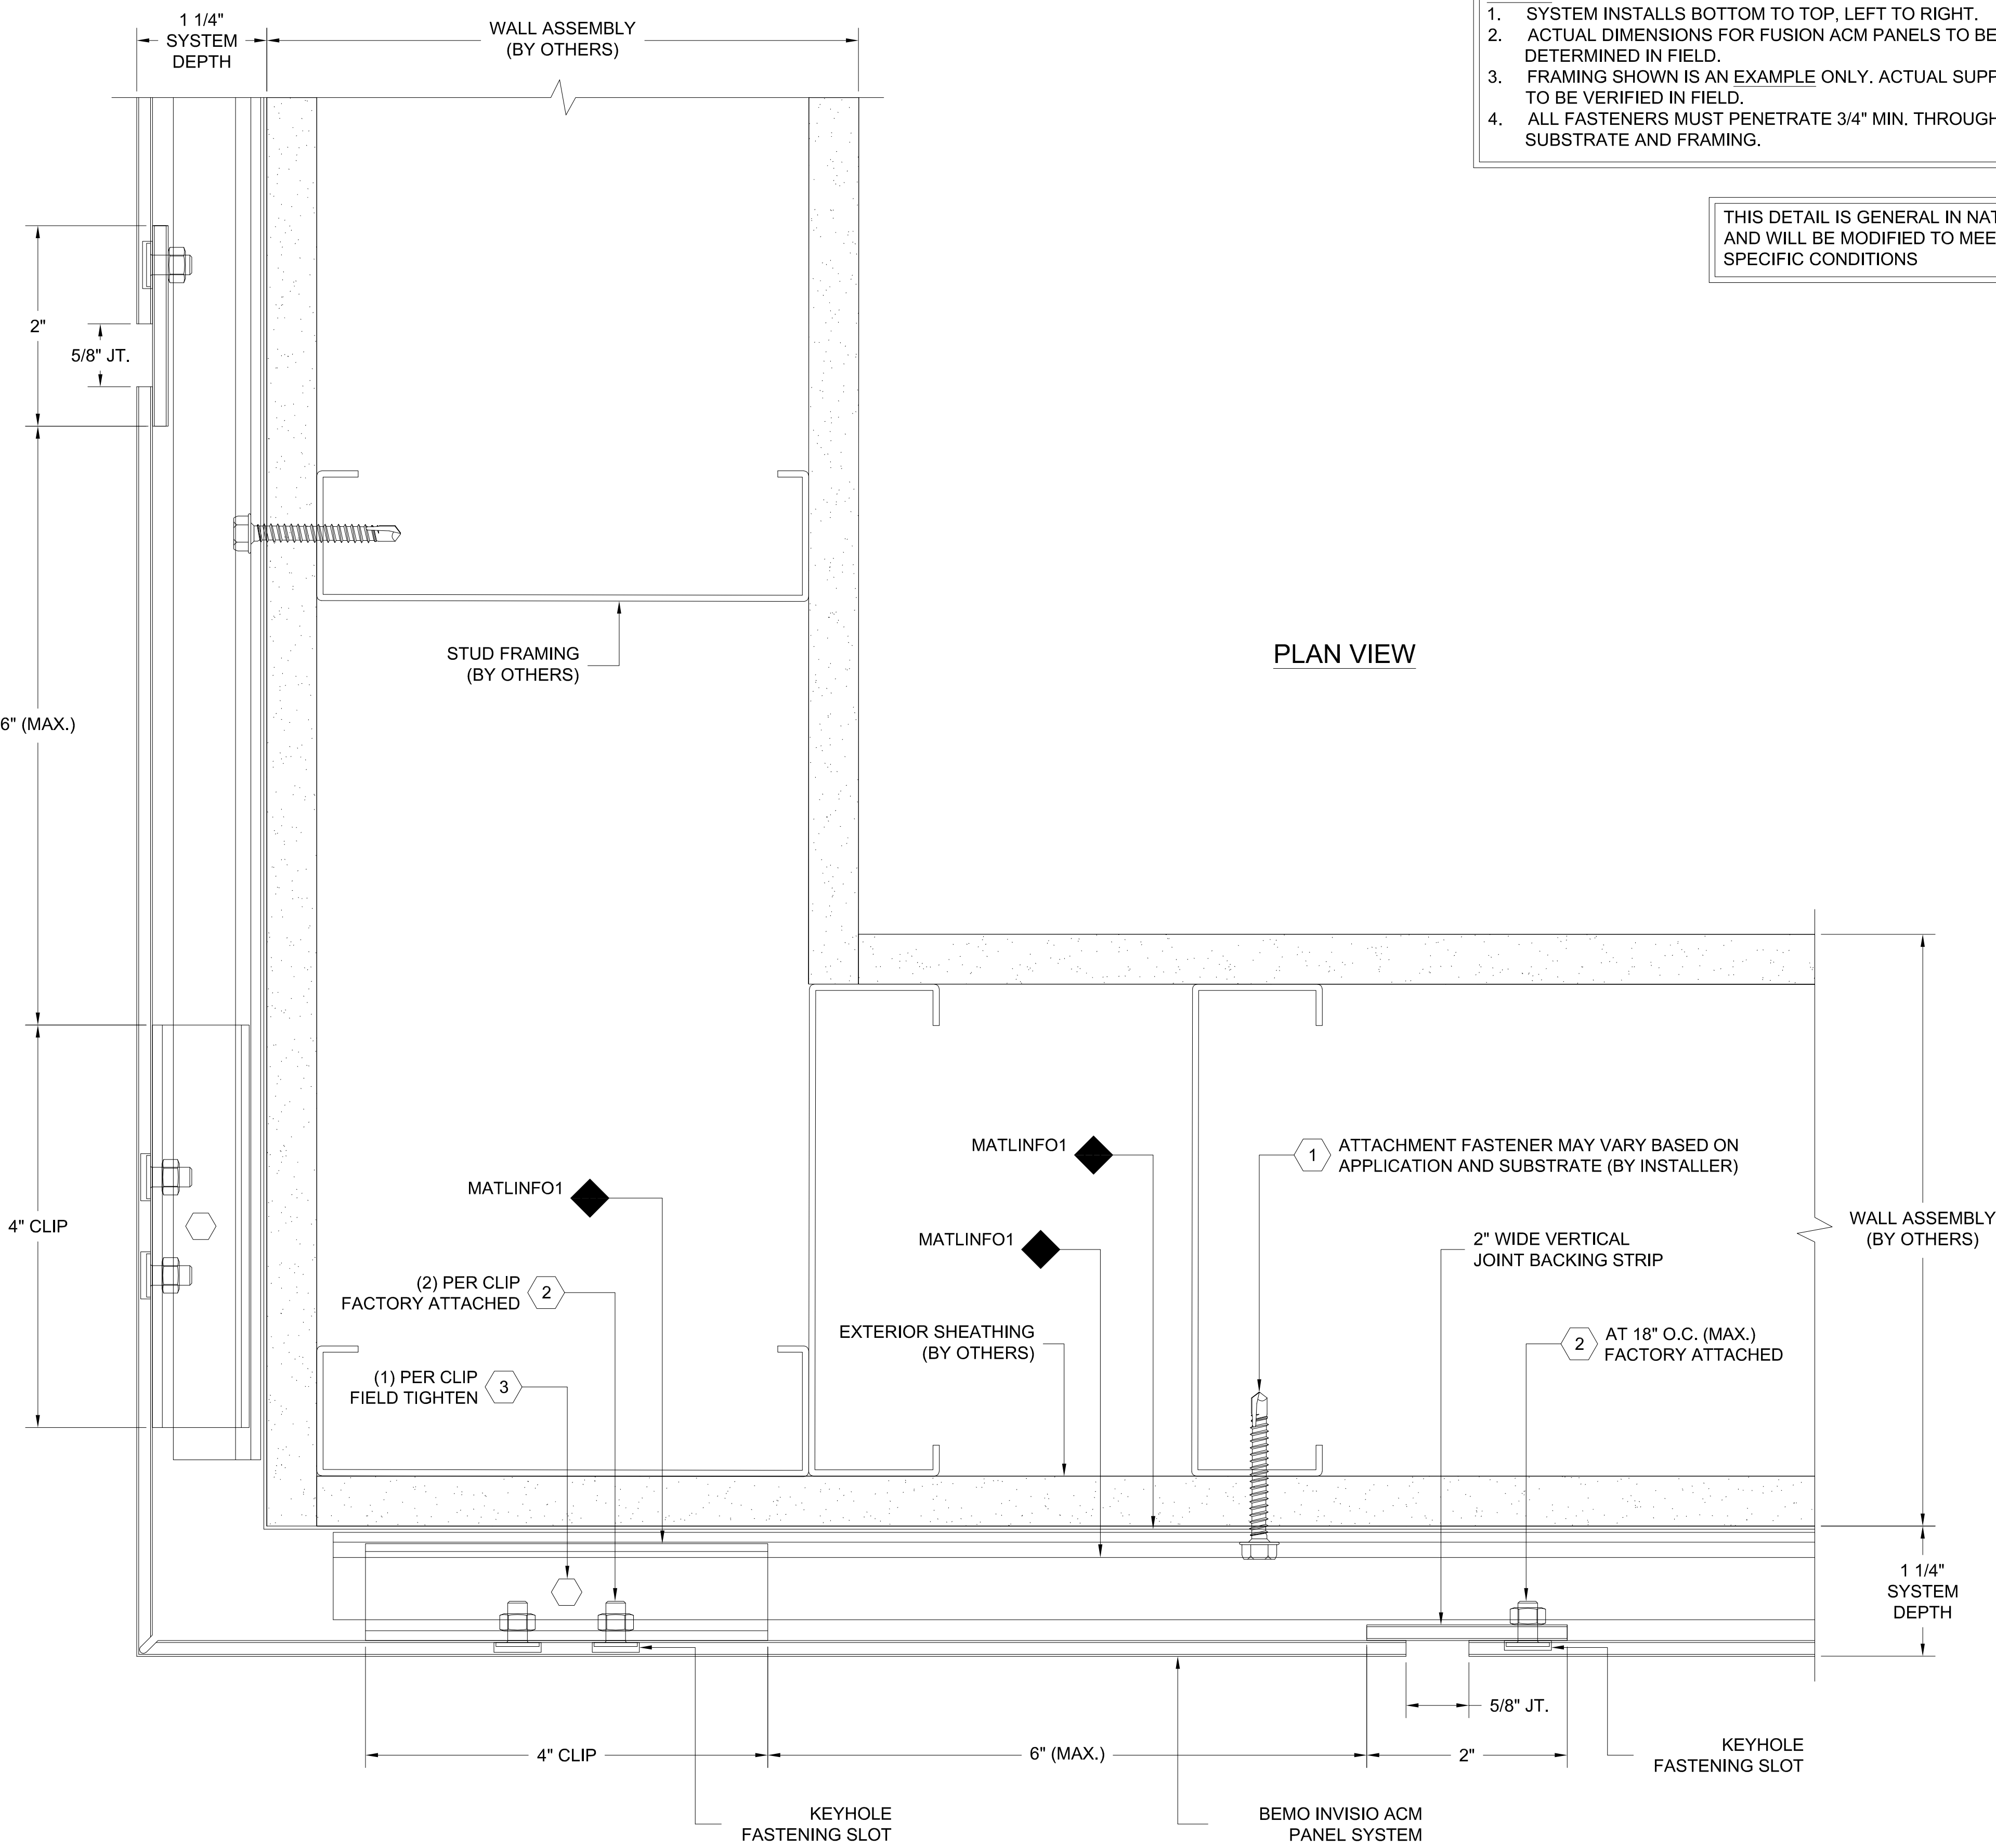 1 1/4"
SYSTEM
DEPTH
WALL ASSEMBLY
(BY OTHERS)
1. SYSTEM INSTALLS BOTTOM TO TOP, LEFT TO RIGHT.
2. ACTUAL DIMENSIONS FOR FUSION ACM PANELS TO BE
DETERMINED IN FIELD.
3. FRAMING SHOWN IS AN EXAMPLE ONLY. ACTUAL
TO BE VERIFIED IN FIELD.
4. ALL FASTENERS MUST PENETRATE 3/4" MIN. THROUGH
SUBSTRATE AND FRAMING.
THIS DETAIL IS GENERAL IN
AND WILL BE MODIFIED TO
SPECIFIC CONDITIONS
2"
5/8" JT.
STUD FRAMING
(BY OTHERS)
PLAN VIEW
6" (MAX.)
MATLINFO1
1
ATTACHMENT FASTENER MAY VARY BASED ON
APPLICATION AND SUBSTRATE (BY INSTALLER)
MATLINFO1
4" CLIP
MATLINFO1
2" WIDE VERTICAL
JOINT BACKING STRIP
WALL ASSEMBLY
(BY OTHERS)
(2) PER CLIP
FACTORY ATTACHED
2
EXTERIOR SHEATHING
(BY OTHERS)
2
AT 18" O.C. (MAX.)
FACTORY ATTACHED
(1) PER CLIP
FIELD TIGHTEN
3
1 1/4"
SYSTEM
DEPTH
5/8" JT.
4" CLIP
6" (MAX.)
2"
KEYHOLE
FASTENING SLOT
KEYHOLE
FASTENING SLOT
BEMO INVISIO ACM
PANEL SYSTEM